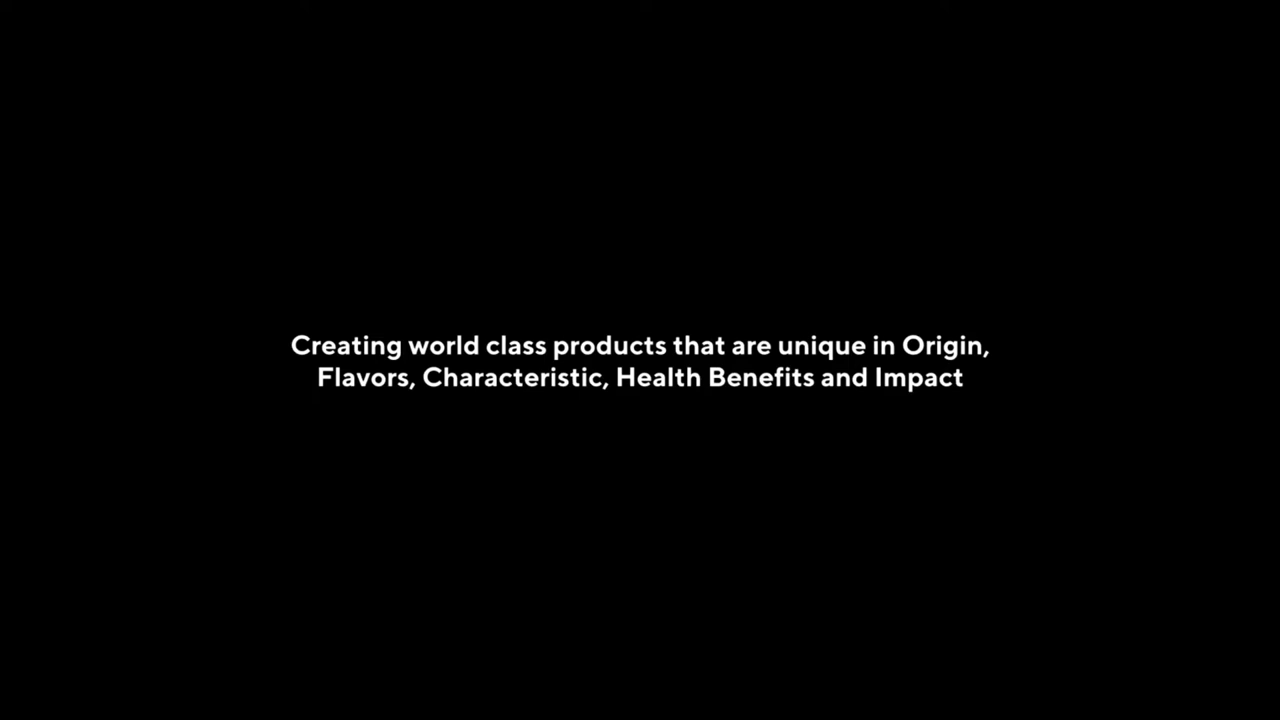 Creating world class products that are unique in Origin,
Flavors, Characteristic, Health Benefits and Impact